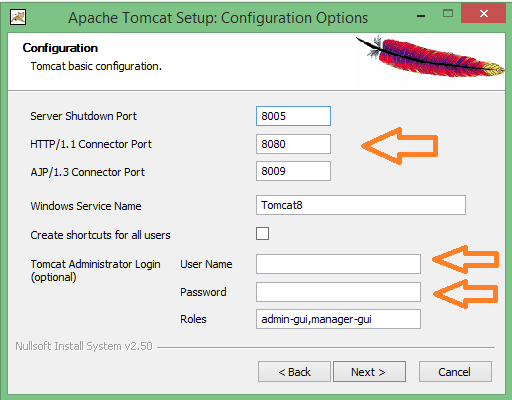 Apache Tomcat Setup: Configuration Options
Configuration
Tomcat basic configuration.
Server Shutdown Port 8005
HTTP/1.1 Connector Port 8080
AJP/1.3 Connector Port 8009
Windows Service Name Tomcat8
Create shortcuts for all users
Tomcat Administrator Login User Name
(optional)
Password
Roles admin-gui,manager-gui
Nullsoft Install System v2.50
< Back Next > Cancel